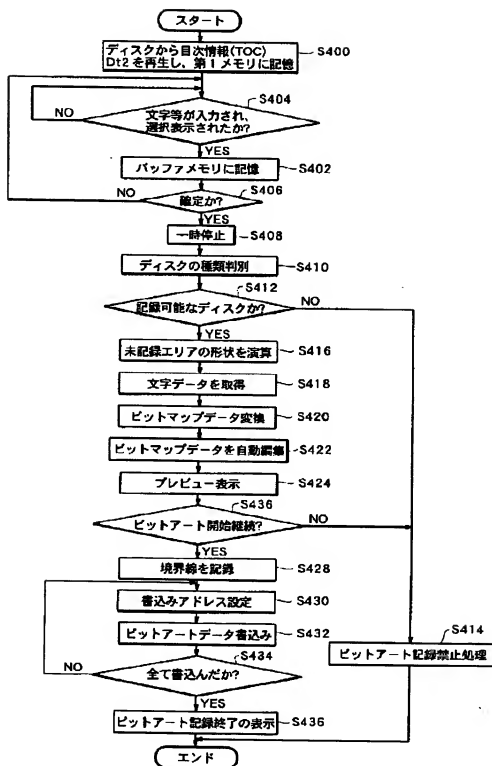 スタート
ディスクから目次情報(TOC) S400
Dt2を再生し、第1メモリに記憶
S404
NO 文字等が入力され、
選択表示されたか?
YES
バッファメモリに記憶 S402
NO S406
確定か?
YES
一時停止 S408
ディスクの種類判別 S410
S412
記録可能なディスクか? NO
YES
未記録エリアの形状を演算 S416
文字データを取得 S418
ビットマップデータ変換 S420
ビットマップデータを自動編集 S422
プレビュー表示 S424
S436
ピットアート開始継続? NO
YES
境界線を記録 S428
書込みアドレス設定 S430
ピットアートデータ書込み S432
S434 S414
NO 全て書込んだか? ピットアート記録禁止処理
YES
ピットアート記録終了の表示 S436
エンド